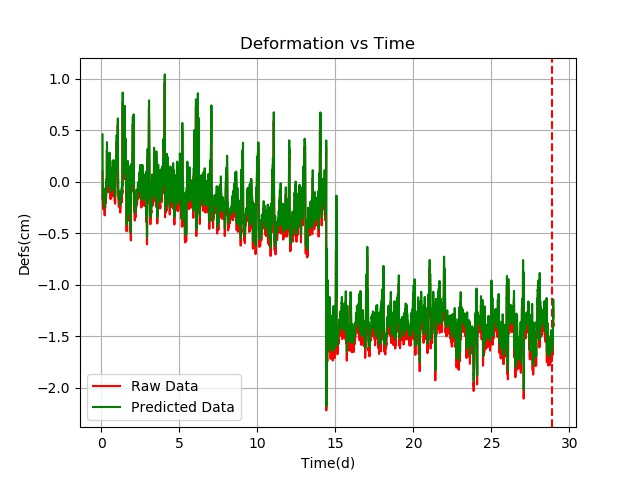 Deformation vs Time
Defs(cm)
1.0
0.5
0.0
−0.5
−1.0
−1.5
−2.0
Raw Data
Predicted Data
0 5 10 15 20 25 30
Time(d)